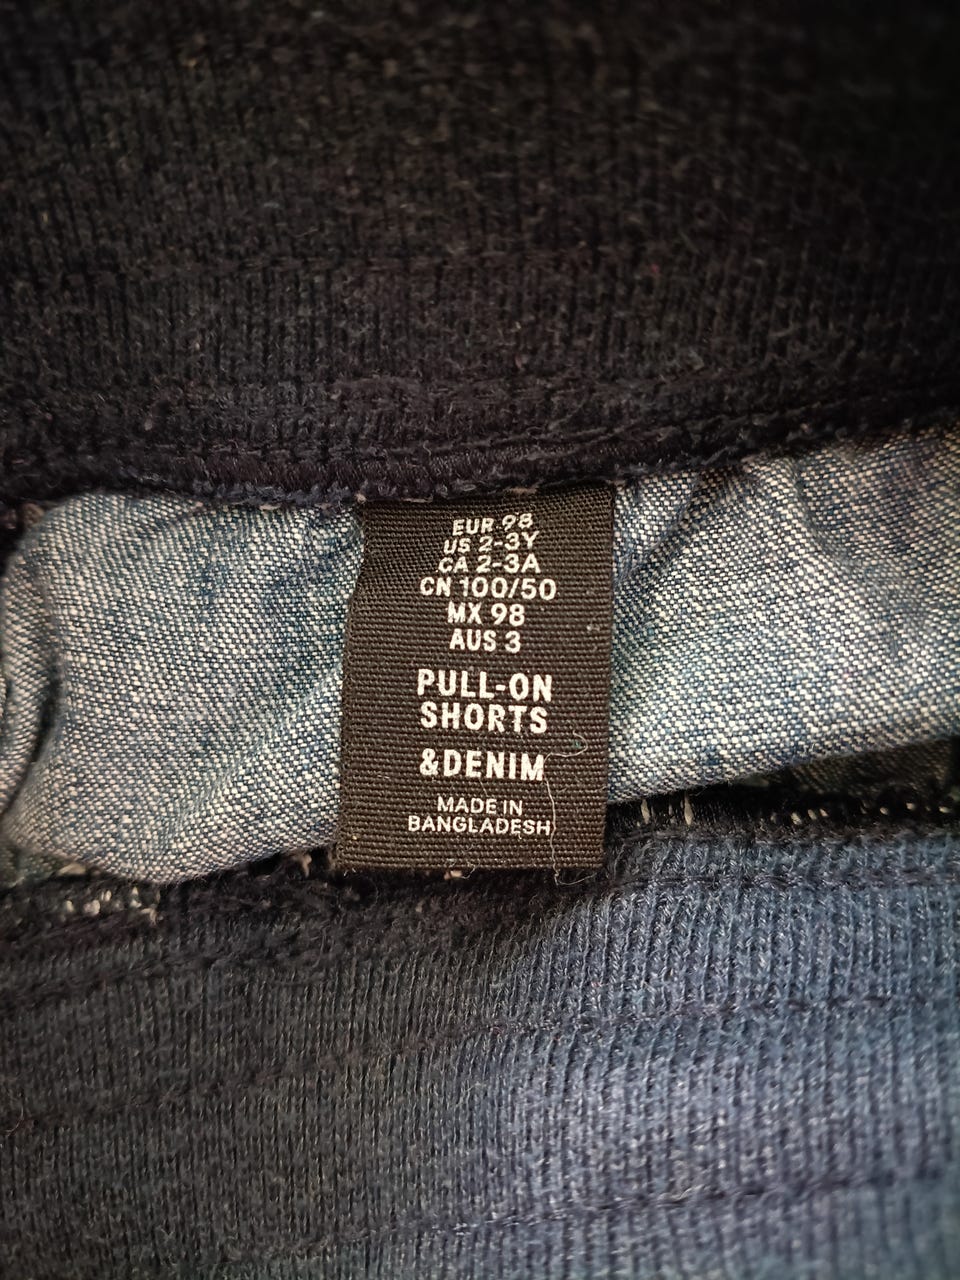 EUR 98
US 2-3Y
CA 2-3A
CN 100/50
MX 98
AUS 3
PULL-ON
SHORTS
&DENIM
MADE IN
BANGLADESH